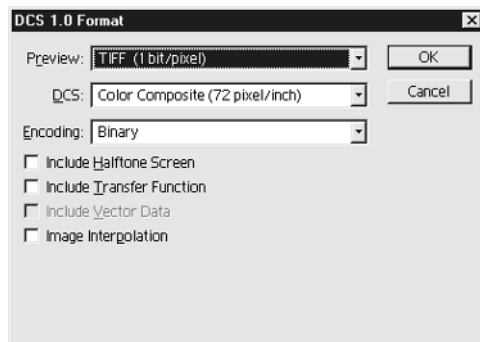 DCS 1.0 Format
Preview: TIFF (1 bit/pixel) OK
DCS: Color Composite (72 pixel/inch) Cancel
Encoding: Binary
Include Halftone Screen
Include Transfer Function
Include Vector Data
Image Interpolation